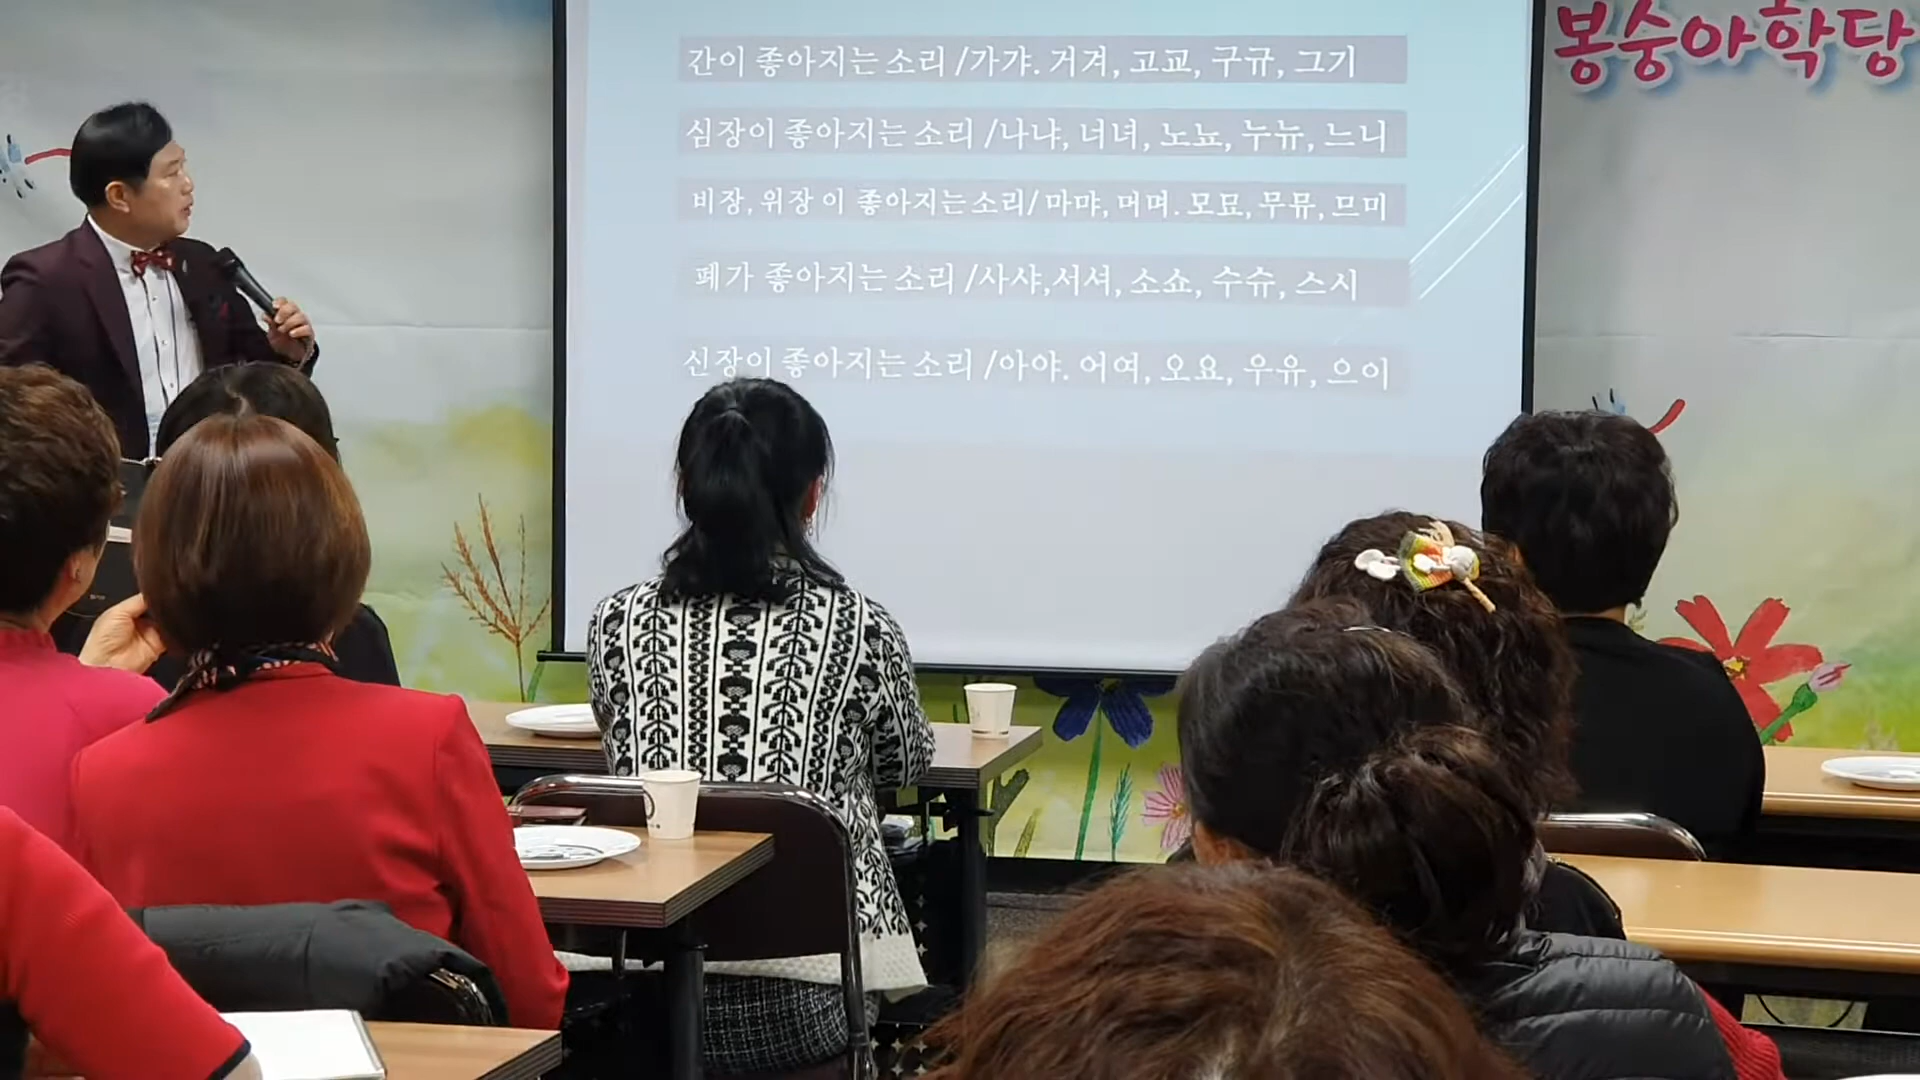 간이 좋아지는 소리 /가갸. 거겨, 고교, 구규, 그기
심장이 좋아지는 소리 /나냐, 너녀, 노뇨, 누뉴, 느니
비장, 위장 이 좋아지는소리/ 마먀, 머며. 모묘, 무뮤, 므미
폐가 좋아지는 소리 /사샤,서셔, 소쇼, 수슈, 스시
신장이 좋아지는 소리 /아야. 어여, 오요, 우유, 으이
봉숭아학당